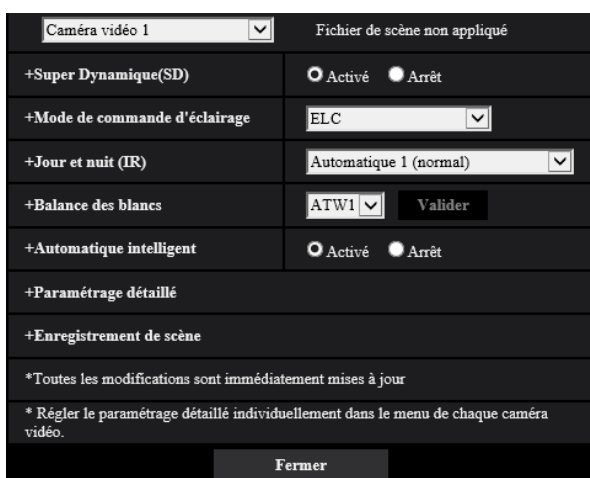 Caméra vidéo 1 Fichier de scène non appliqué
+Super Dynamique(SD) Activé Arrêt
+Mode de commande d'éclairage ELC
+Jour et nuit (IR) Automatique 1 (normal)
+Balance des blancs ATW1 Valider
+Automatique intelligent Activé Arrêt
+Paramétrage détaillé
+Enregistrement de scène
*Toutes les modifications sont immédiatement mises à jour
* Régler le paramétrage détaillé individuellement dans le menu de chaque caméra
vidéo.
Fermer